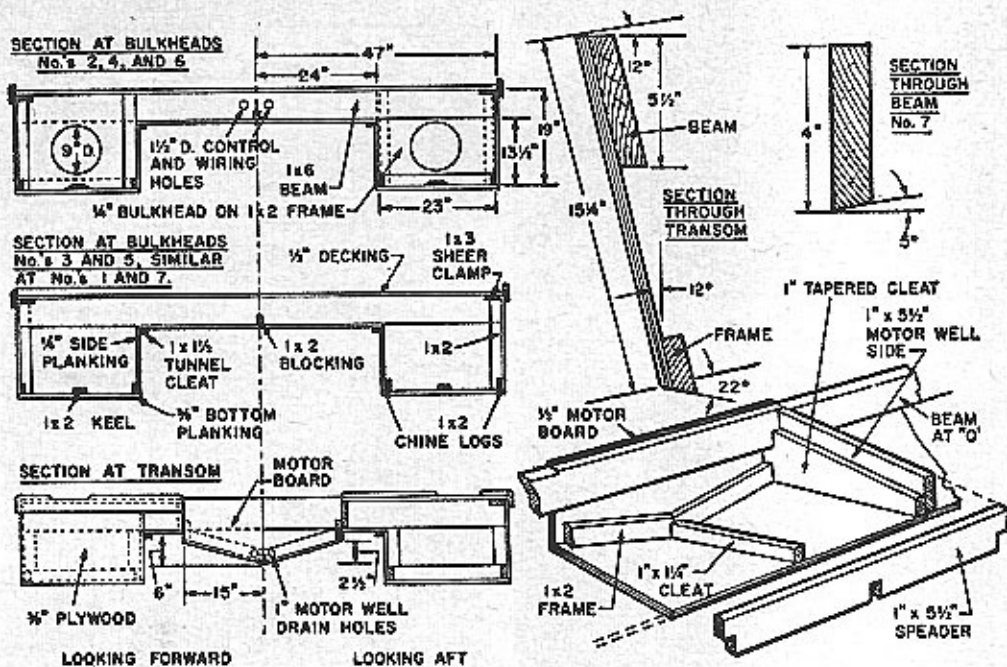 SECTION AT BULKHEADS
No.'s 2, 4, AND 6
47"
24"
9" D.
1½" D. CONTROL
AND WIRING
HOLES
1x6
BEAM
19"
13½"
¼" BULKHEAD ON 1x2 FRAME
23"
SECTION AT BULKHEADS
No.'s 3 AND 5, SIMILAR
AT No.'s 1 AND 7.
½" DECKING
1x3
SHEER
CLAMP
¼" SIDE
PLANKING
1x1½
TUNNEL
CLEAT
1x2
BLOCKING
1x2
1x2 KEEL
⅜" BOTTOM
PLANKING
1x2
CHINE LOGS
SECTION AT TRANSOM
MOTOR
BOARD
6"
15"
2½"
⅜" PLYWOOD
1" MOTOR WELL
DRAIN HOLES
LOOKING FORWARD
LOOKING AFT
12°
5½"
BEAM
15¼"
SECTION
THROUGH
TRANSOM
12°
FRAME
22°
4"
SECTION
THROUGH
BEAM
No. 7
5°
1" TAPERED CLEAT
1" x 5½"
MOTOR WELL
SIDE
½" MOTOR
BOARD
BEAM
AT "O"
1x2
FRAME
1" x 1¼"
CLEAT
1" x 5½"
SPEADER